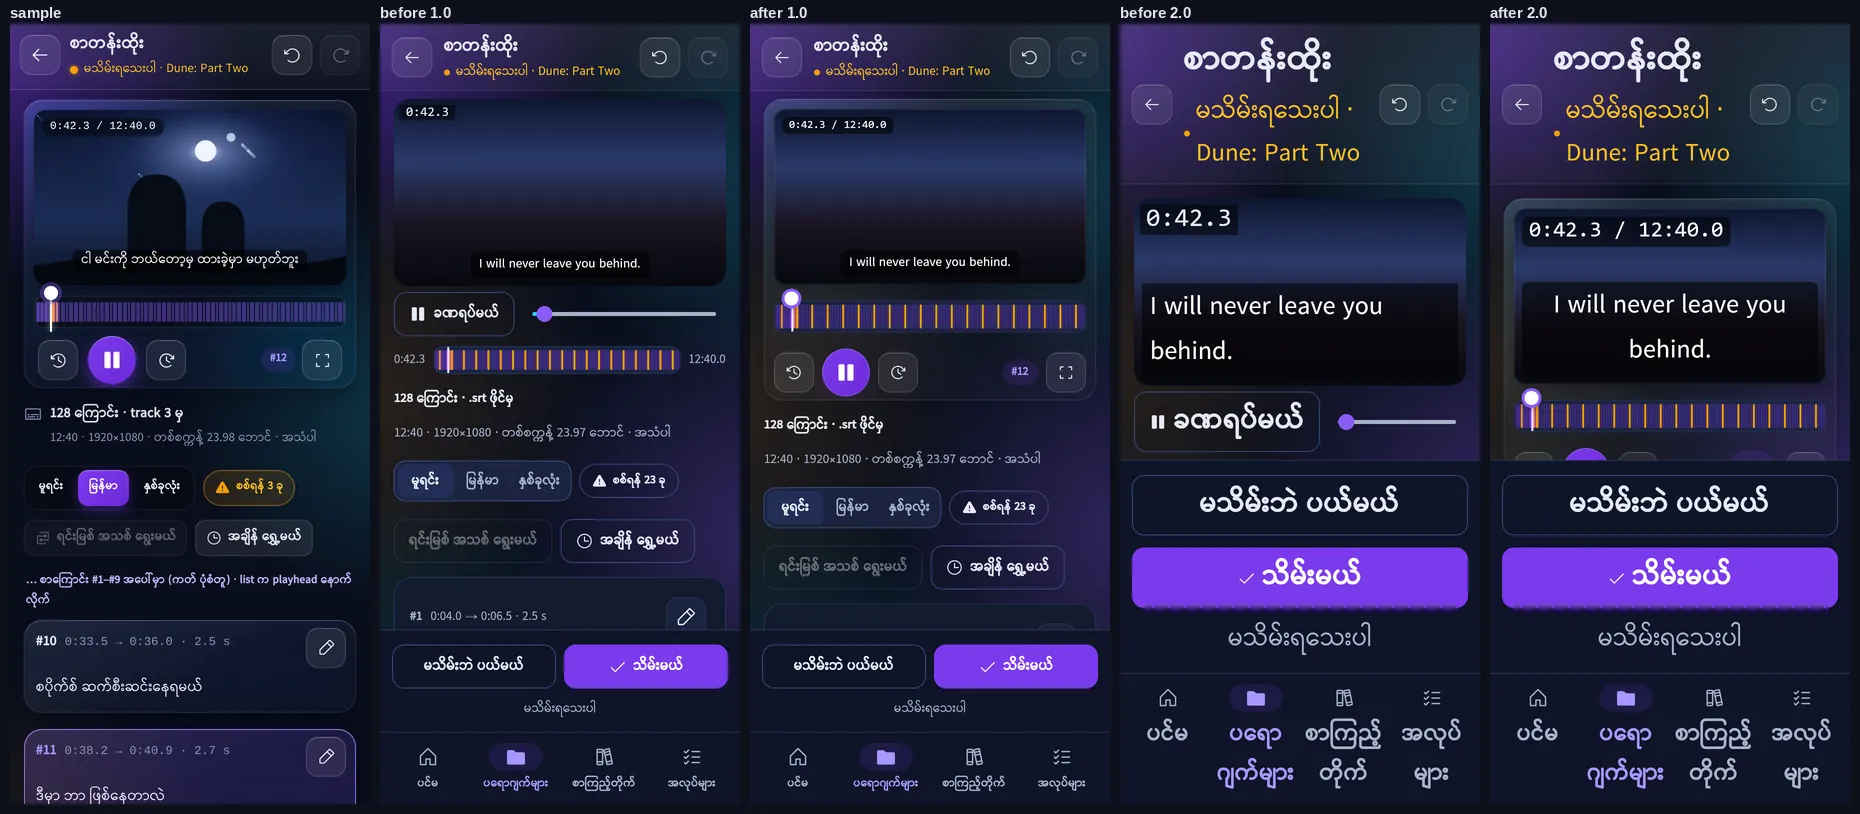 sample
စာတန်းထိုး
မသိမ်းရသေးပါ · Dune: Part Two
0:42.3 / 12:40.0
ငါ မင်းကို ဘယ်တော့မှ ထားခဲ့မှာ မဟုတ်ဘူး
#12
128 ကြောင်း · track 3 မှ
12:40 · 1920×1080 · တစ်စက္ကန့် 23.98 ဘောင် · အသံပါ
မူရင်း မြန်မာ နှစ်ခုလုံး စစ်ရန် 3 ခု
ရင်းမြစ် အသစ် ရွေးမယ် အချိန် ရွှေ့မယ်
... စာကြောင်း #1–#9 အပေါ်မှာ (ကတ် ပုံစံတူ) · list က playhead နောက်
လိုက်
#10 0:33.5 → 0:36.0 · 2.5 s
စပိုက်စ် ဆက်စီးဆင်းနေရမယ်
#11 0:38.2 → 0:40.9 · 2.7 s
ဒီမှာ ဘာ ဖြစ်နေတာလဲ
before 1.0
စာတန်းထိုး
မသိမ်းရသေးပါ · Dune: Part Two
0:42.3
I will never leave you behind.
ခဏရပ်မယ်
0:42.3 12:40.0
128 ကြောင်း · .srt ဖိုင်မှ
12:40 · 1920×1080 · တစ်စက္ကန့် 23.97 ဘောင် · အသံပါ
မူရင်း မြန်မာ နှစ်ခုလုံး စစ်ရန် 23 ခု
ရင်းမြစ် အသစ် ရွေးမယ် အချိန် ရွှေ့မယ်
#1 0:04.0 → 0:06.5 · 2.5 s
မသိမ်းဘဲ ပယ်မယ် သိမ်းမယ်
မသိမ်းရသေးပါ
ပင်မ ပရောဂျက်များ စာကြည့်တိုက် အလုပ်များ
after 1.0
စာတန်းထိုး
မသိမ်းရသေးပါ · Dune: Part Two
0:42.3 / 12:40.0
I will never leave you behind.
#12
128 ကြောင်း · .srt ဖိုင်မှ
12:40 · 1920×1080 · တစ်စက္ကန့် 23.97 ဘောင် · အသံပါ
မူရင်း မြန်မာ နှစ်ခုလုံး စစ်ရန် 23 ခု
ရင်းမြစ် အသစ် ရွေးမယ် အချိန် ရွှေ့မယ်
မသိမ်းဘဲ ပယ်မယ် သိမ်းမယ်
မသိမ်းရသေးပါ
ပင်မ ပရောဂျက်များ စာကြည့်တိုက် အလုပ်များ
before 2.0
စာတန်းထိုး
မသိမ်းရသေးပါ ·
Dune: Part Two
0:42.3
I will never leave you
behind.
ခဏရပ်မယ်
မသိမ်းဘဲ ပယ်မယ်
သိမ်းမယ်
မသိမ်းရသေးပါ
ပင်မ ပရော စာကြည့် အလုပ်
ဂျက်များ တိုက် များ
after 2.0
စာတန်းထိုး
မသိမ်းရသေးပါ ·
Dune: Part Two
0:42.3 / 12:40.0
I will never leave you
behind.
မသိမ်းဘဲ ပယ်မယ်
သိမ်းမယ်
မသိမ်းရသေးပါ
ပင်မ ပရော စာကြည့် အလုပ်
ဂျက်များ တိုက် များ